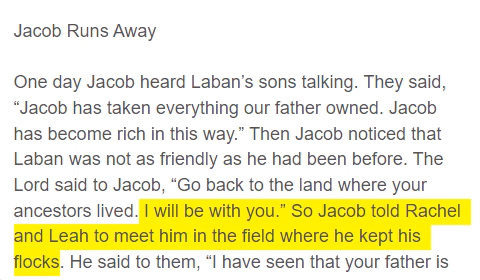 Jacob Runs Away
One day Jacob heard Laban’s sons talking. They said,
“Jacob has taken everything our father owned. Jacob
has become rich in this way.” Then Jacob noticed that
Laban was not as friendly as he had been before. The
Lord said to Jacob, “Go back to the land where your
ancestors lived. I will be with you.” So Jacob told Rachel
and Leah to meet him in the field where he kept his
flocks. He said to them, “I have seen that your father is